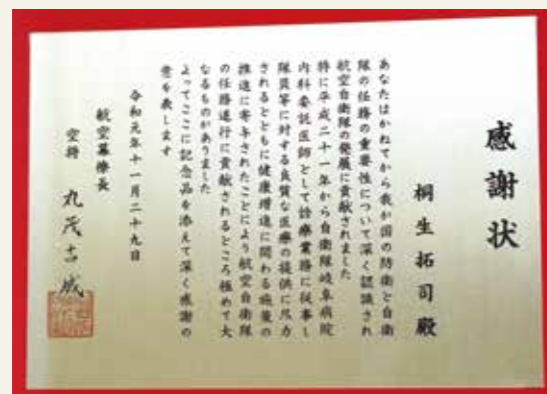 感謝状
桐生拓司殿
あなたはかねてから我が国の防衛と自衛
隊の任務の重要性について深く認識され
航空自衛隊の発展に貢献されました
特に平成二十一年から自衛隊岐阜病院
内科委託医師として診療業務に従事し
隊員等に対する良質な医療の提供に尽力
されるとともに健康増進に関わる施策の
推進に寄与されたことにより航空自衛隊
の任務遂行に貢献されるところ極めて大
なるものがありました
よってここに記念品を添えて深く感謝の
意を表します
令和元年十一月二十九日
航空幕僚長
空将 丸茂吉成